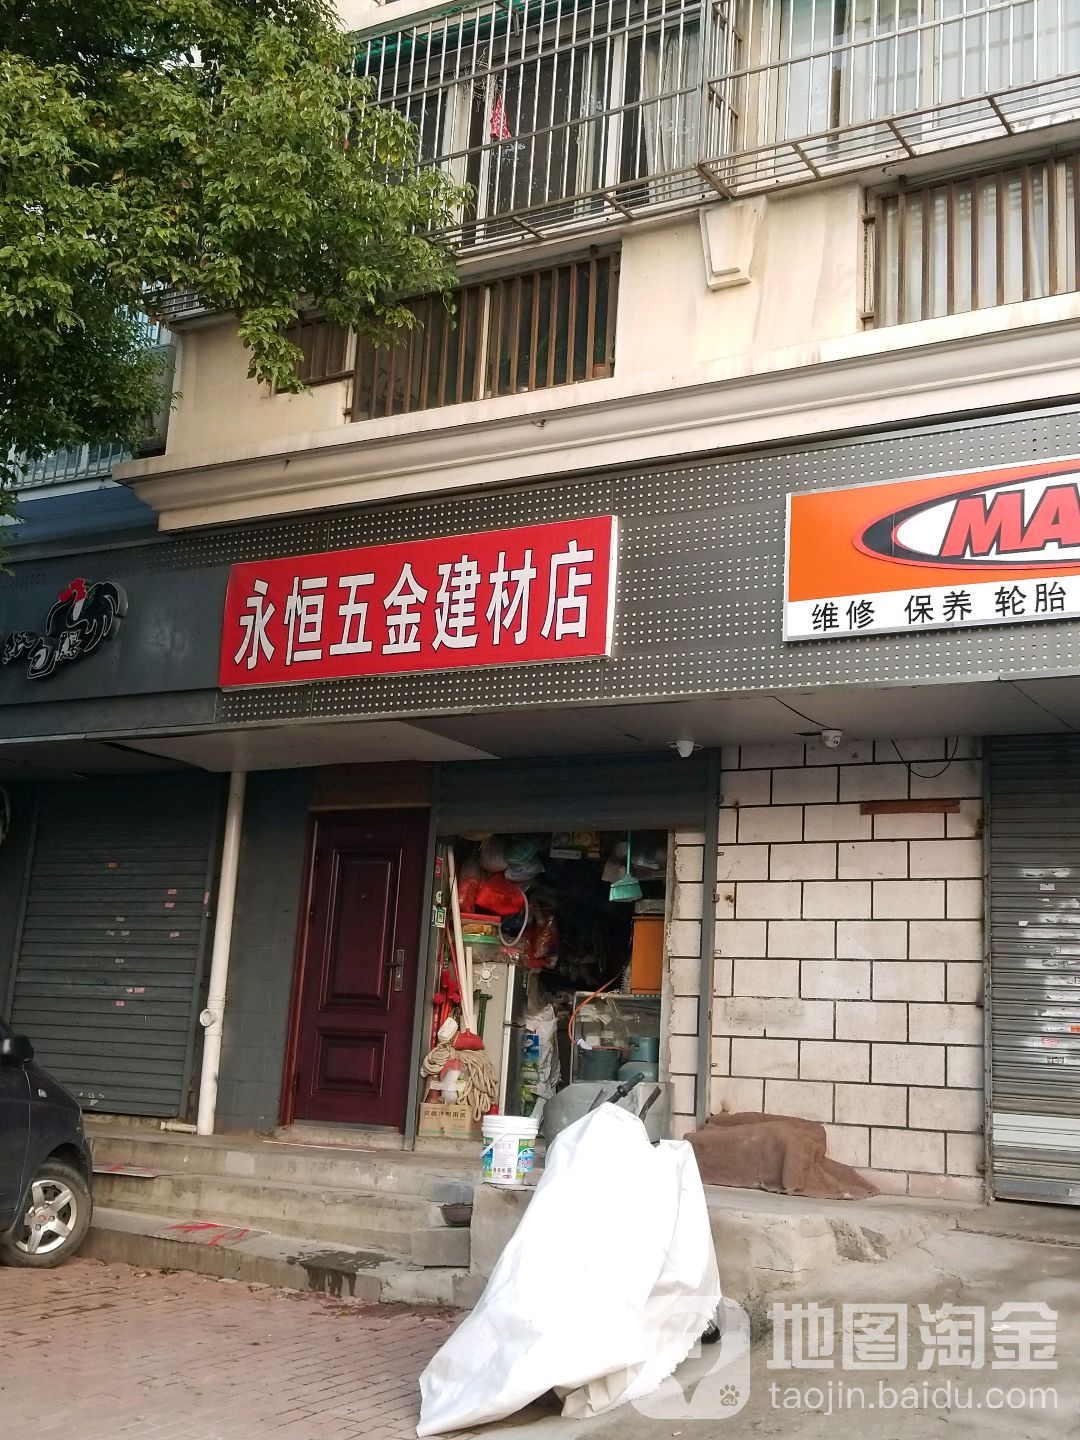 永恒五金建材店
MA
维修 保养 轮胎
地图淘金
taojin.baidu.com